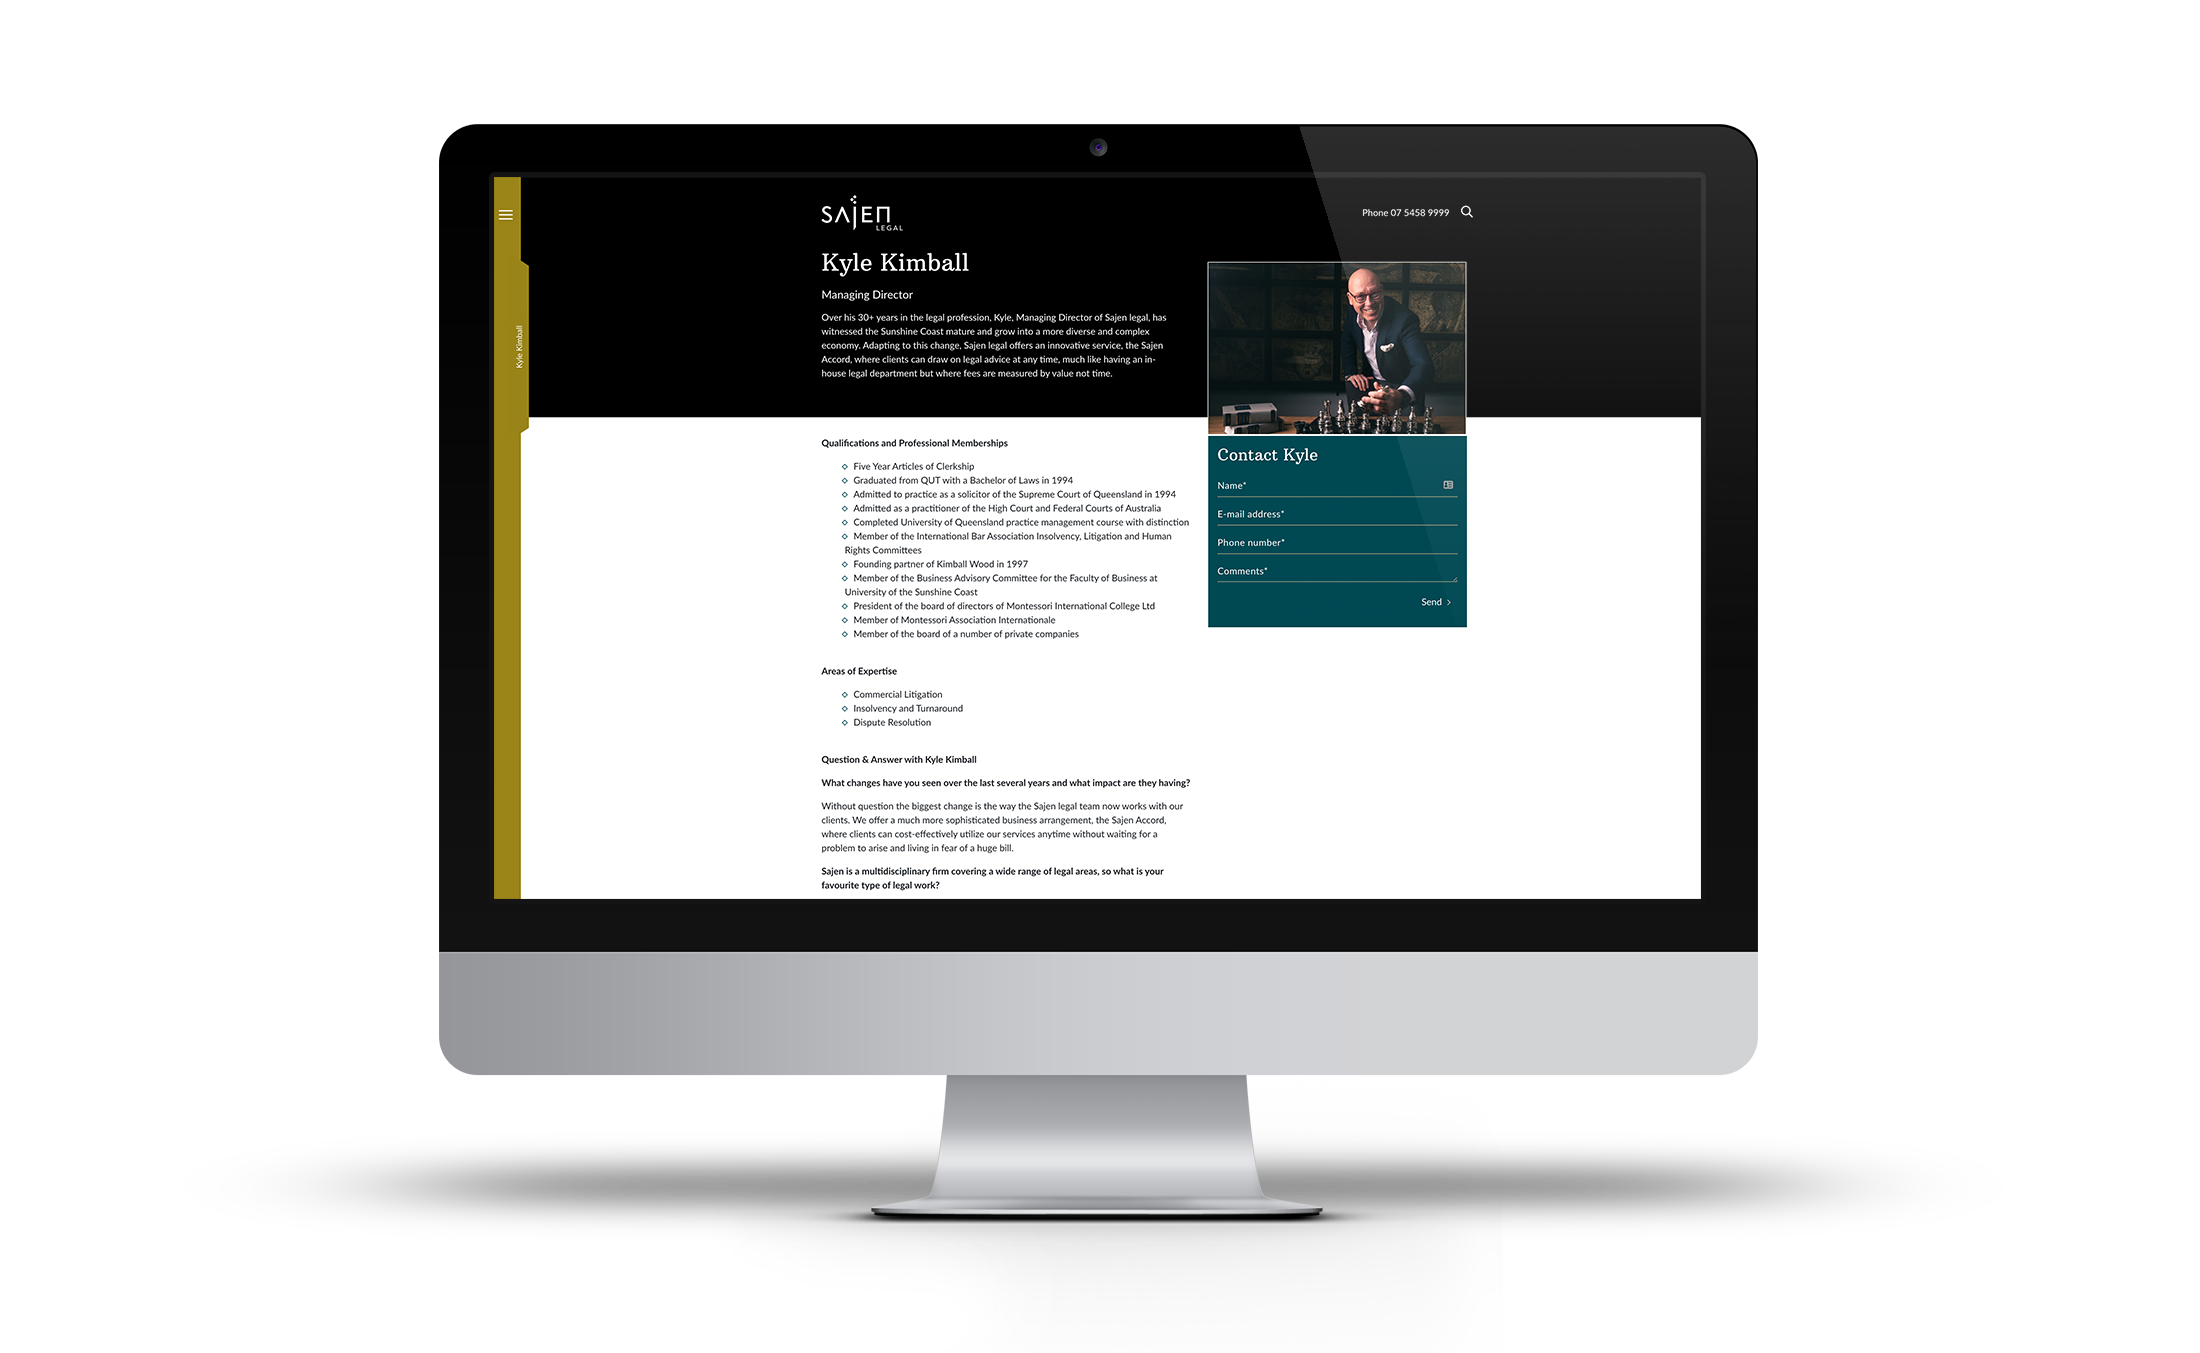 SAJEN
LEGAL
Phone 07 5458 9999
Kyle Kimball
Kyle Kimball
Managing Director
Over his 30+ years in the legal profession, Kyle, Managing Director of Sajen legal, has
witnessed the Sunshine Coast mature and grow into a more diverse and complex
economy. Adapting to this change, Sajen legal offers an innovative service, the Sajen
Accord, where clients can draw on legal advice at any time, much like having an in-
house legal department but where fees are measured by value not time.
Qualifications and Professional Memberships
Five Year Articles of Clerkship
Graduated from QUT with a Bachelor of Laws in 1994
Admitted to practice as a solicitor of the Supreme Court of Queensland in 1994
Admitted as a practitioner of the High Court and Federal Courts of Australia
Completed University of Queensland practice management course with distinction
Member of the International Bar Association Insolvency, Litigation and Human
Rights Committees
Founding partner of Kimball Wood in 1997
Member of the Business Advisory Committee for the Faculty of Business at
University of the Sunshine Coast
President of the board of directors of Montessori International College Ltd
Member of Montessori Association Internationale
Member of the board of a number of private companies
Areas of Expertise
Commercial Litigation
Insolvency and Turnaround
Dispute Resolution
Question & Answer with Kyle Kimball
What changes have you seen over the last several years and what impact are they having?
Without question the biggest change is the way the Sajen legal team now works with our
clients. We offer a much more sophisticated business arrangement, the Sajen Accord,
where clients can cost-effectively utilize our services anytime without waiting for a
problem to arise and living in fear of a huge bill.
Sajen is a multidisciplinary firm covering a wide range of legal areas, so what is your
favourite type of legal work?
Contact Kyle
Name*
E-mail address*
Phone number*
Comments*
Send